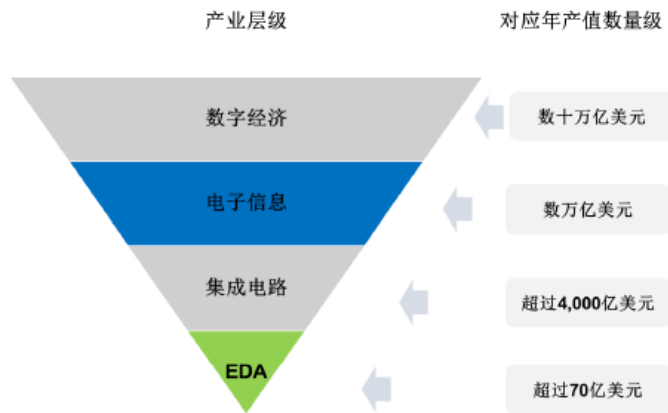 产业层级
对应年产值数量级
数字经济
数十万亿美元
电子信息
数万亿美元
集成电路
超过4,000亿美元
EDA
超过70亿美元